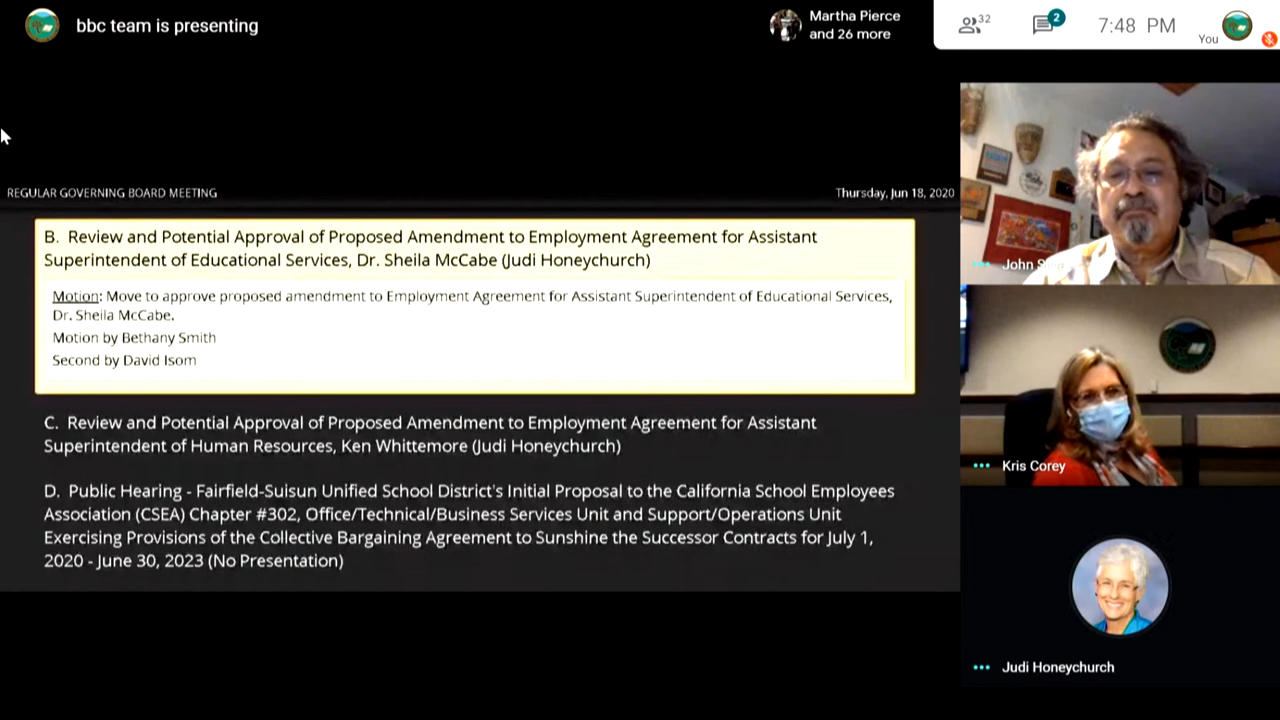 bbc team is presenting
Martha Pierce
and 26 more
32
2
7:48 PM
You
REGULAR GOVERNING BOARD MEETING
Thursday, Jun 18, 2020
B. Review and Potential Approval of Proposed Amendment to Employment Agreement for Assistant
Superintendent of Educational Services, Dr. Sheila McCabe (Judi Honeychurch)
Motion: Move to approve proposed amendment to Employment Agreement for Assistant Superintendent of Educational Services,
Dr. Sheila McCabe.
Motion by Bethany Smith
Second by David Isom
C. Review and Potential Approval of Proposed Amendment to Employment Agreement for Assistant
Superintendent of Human Resources, Ken Whittemore (Judi Honeychurch)
D. Public Hearing - Fairfield-Suisun Unified School District's Initial Proposal to the California School Employees
Association (CSEA) Chapter #302, Office/Technical/Business Services Unit and Support/Operations Unit
Exercising Provisions of the Collective Bargaining Agreement to Sunshine the Successor Contracts for July 1,
2020 - June 30, 2023 (No Presentation)
John
Kris Corey
Judi Honeychurch